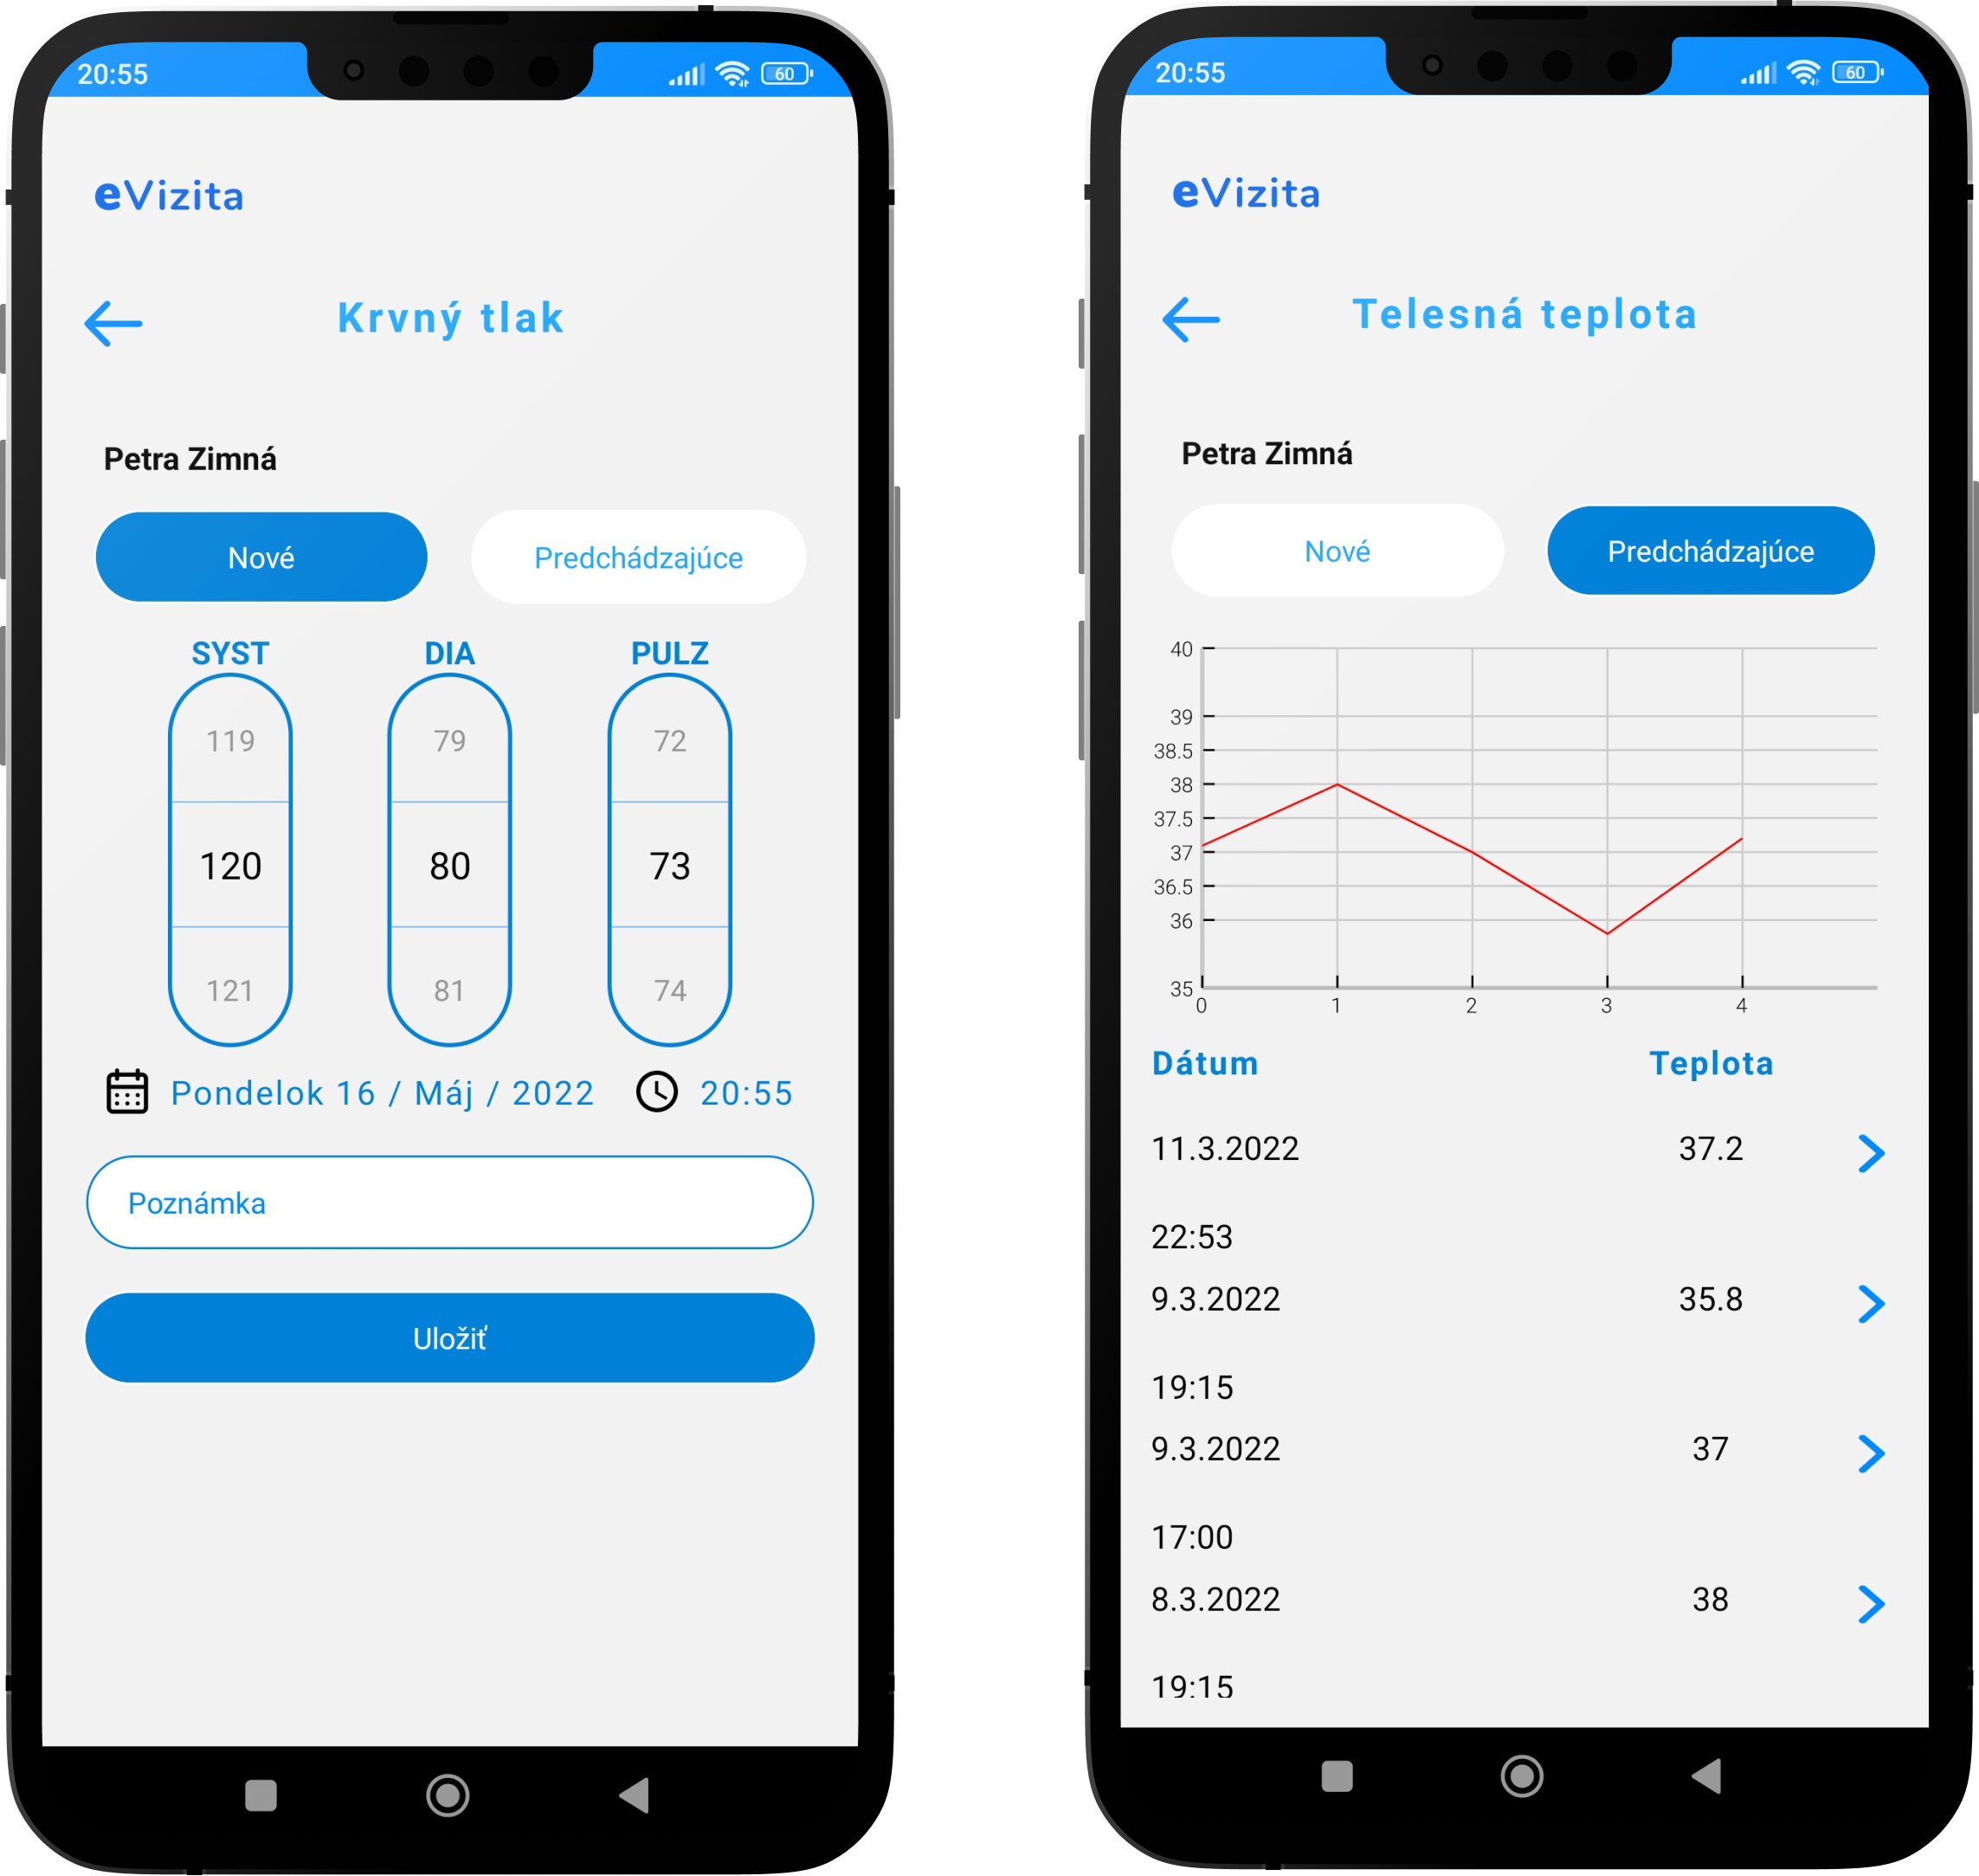 20:55
60
eVizita
Krvný tlak
Petra Zimná
Nové Predchádzajúce
SYST DIA PULZ
119 79 72
120 80 73
121 81 74
Pondelok 16 / Máj / 2022 20:55
Poznámka
Uložiť
20:55
60
eVizita
Telesná teplota
Petra Zimná
Nové Predchádzajúce
40
39
38.5
38
37.5
37
36.5
36
35
0 1 2 3 4
Dátum Teplota
11.3.2022 37.2
22:53
9.3.2022 35.8
19:15
9.3.2022 37
17:00
8.3.2022 38
19:15